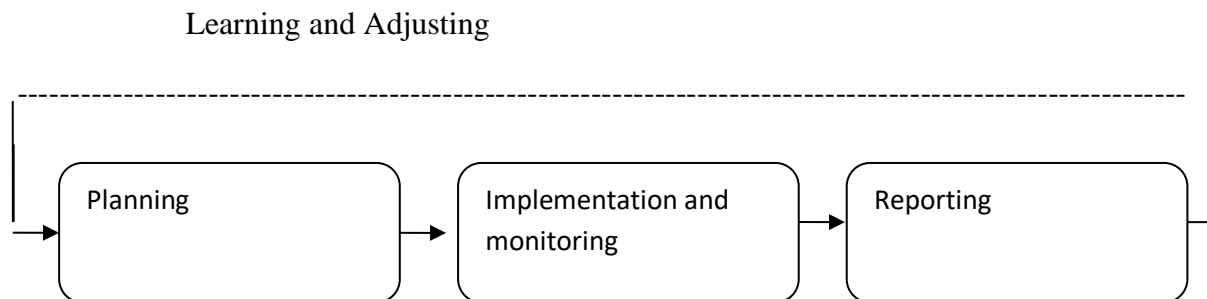 Learning and Adjusting
Planning
Implementation and
monitoring
Reporting